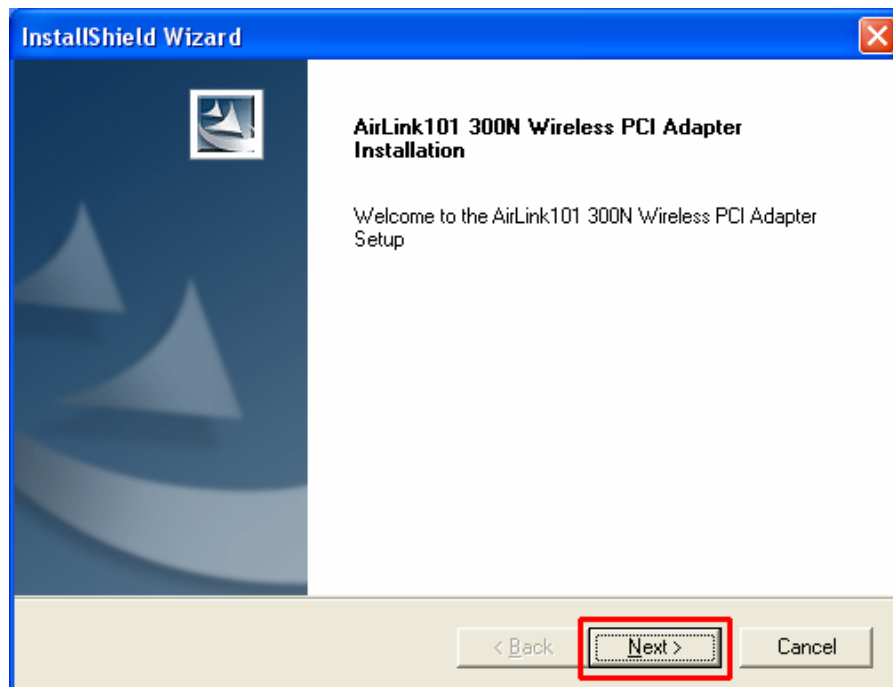 InstallShield Wizard
AirLink101 300N Wireless PCI Adapter
Installation
Welcome to the AirLink101 300N Wireless PCI Adapter
Setup
< Back
Next >
Cancel